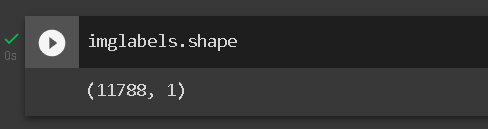 imglabels.shape
0s
(11788, 1)